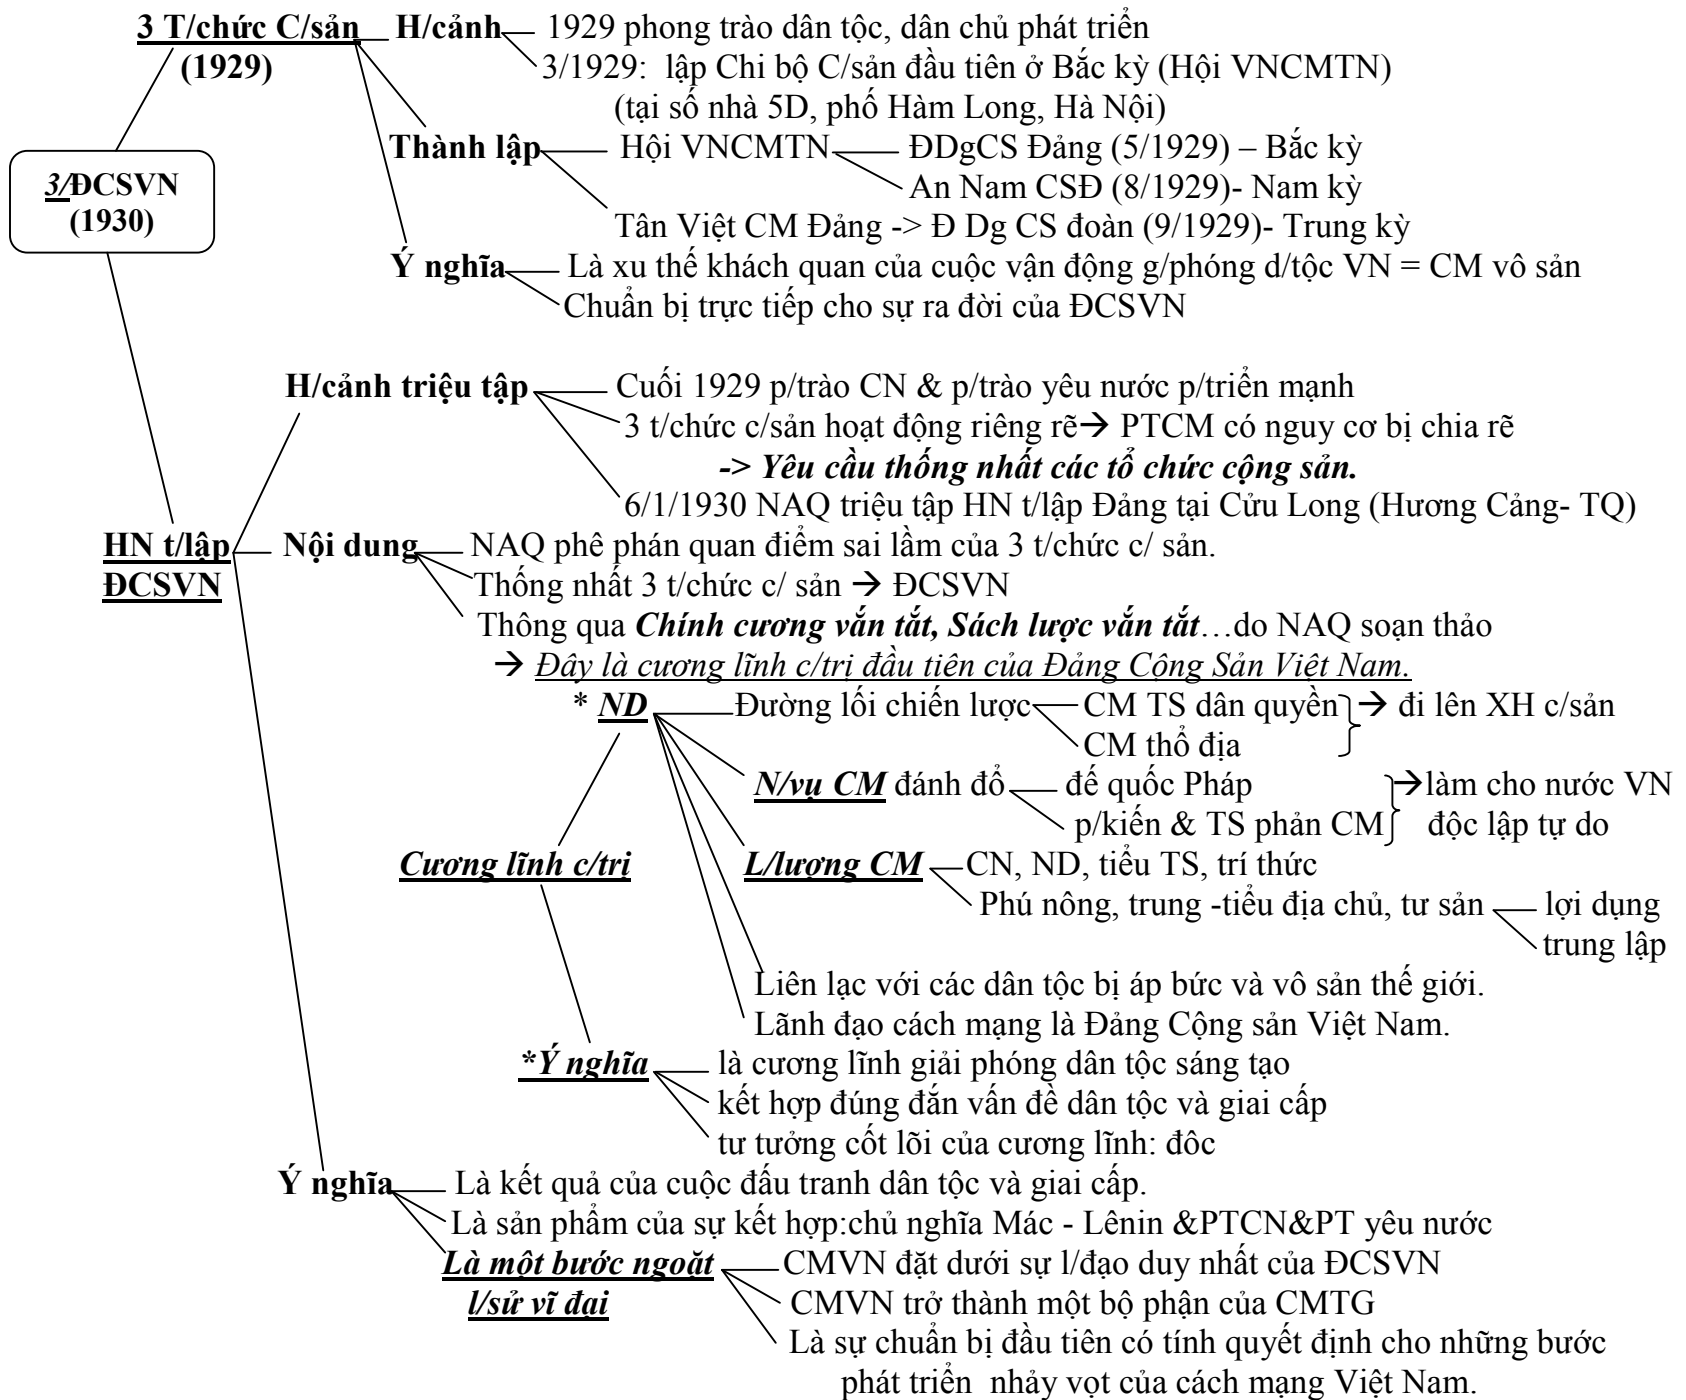 3 T/chức C/sản H/cảnh 1929 phong trào dân tộc, dân chủ phát triển
(1929) 3/1929: lập Chi bộ C/sản đầu tiên ở Bắc kỳ (Hội VNCMTN)
(tại số nhà 5D, phố Hàm Long, Hà Nội)
Thành lập Hội VNCMTN ĐDgCS Đảng (5/1929) – Bắc kỳ
3/ĐCSVN
(1930)
An Nam CSĐ (8/1929)- Nam kỳ
Tân Việt CM Đảng -> Đ Dg CS đoàn (9/1929)- Trung kỳ
Ý nghĩa Là xu thế khách quan của cuộc vận động g/phóng d/tộc VN = CM vô sản
Chuẩn bị trực tiếp cho sự ra đời của ĐCSVN
H/cảnh triệu tập Cuối 1929 p/trào CN & p/trào yêu nước p/triển mạnh
3 t/chức c/sản hoạt động riêng rẽ→ PTCM có nguy cơ bị chia rẽ
-> Yêu cầu thống nhất các tổ chức cộng sản.
6/1/1930 NAQ triệu tập HN t/lập Đảng tại Cửu Long (Hương Cảng- TQ)
HN t/lập Nội dung NAQ phê phán quan điểm sai lầm của 3 t/chức c/ sản.
ĐCSVN Thống nhất 3 t/chức c/ sản → ĐCSVN
Thông qua Chính cương vắn tắt, Sách lược vắn tắt…do NAQ soạn thảo
→ Đây là cương lĩnh c/trị đầu tiên của Đảng Cộng Sản Việt Nam.
* ND Đường lối chiến lược CM TS dân quyền → đi lên XH c/sản
CM thổ địa
N/vụ CM đánh đổ đế quốc Pháp →làm cho nước VN
p/kiến & TS phản CM độc lập tự do
Cương lĩnh c/trị L/lượng CM CN, ND, tiểu TS, trí thức
Phú nông, trung -tiểu địa chủ, tư sản lợi dụng
trung lập
Liên lạc với các dân tộc bị áp bức và vô sản thế giới.
Lãnh đạo cách mạng là Đảng Cộng sản Việt Nam.
*Ý nghĩa là cương lĩnh giải phóng dân tộc sáng tạo
kết hợp đúng đắn vấn đề dân tộc và giai cấp
tư tưởng cốt lõi của cương lĩnh: đôc
Ý nghĩa Là kết quả của cuộc đấu tranh dân tộc và giai cấp.
Là sản phẩm của sự kết hợp:chủ nghĩa Mác - Lênin &PTCN&PT yêu nước
Là một bước ngoặt CMVN đặt dưới sự l/đạo duy nhất của ĐCSVN
l/sử vĩ đại CMVN trở thành một bộ phận của CMTG
Là sự chuẩn bị đầu tiên có tính quyết định cho những bước
phát triển nhảy vọt của cách mạng Việt Nam.